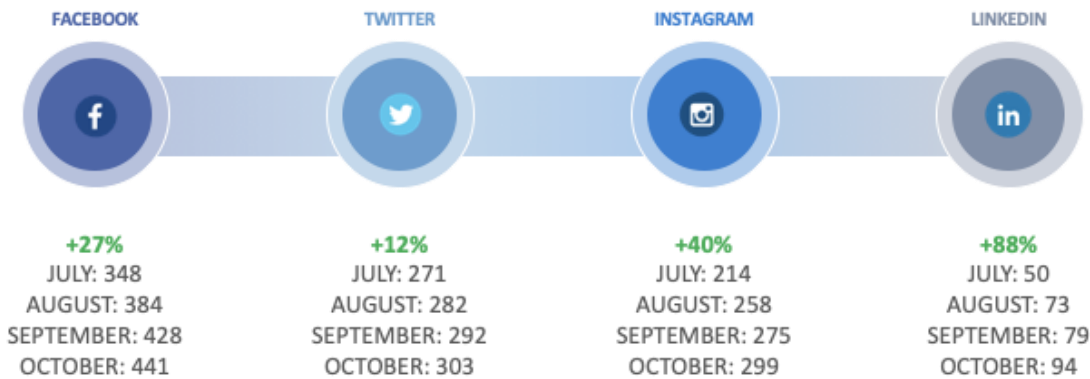 FACEBOOK
TWITTER
INSTAGRAM
LINKEDIN
f
in
+27%
JULY: 348
AUGUST: 384
SEPTEMBER: 428
OCTOBER: 441
+12%
JULY: 271
AUGUST: 282
SEPTEMBER: 292
OCTOBER: 303
+40%
JULY: 214
AUGUST: 258
SEPTEMBER: 275
OCTOBER: 299
+88%
JULY: 50
AUGUST: 73
SEPTEMBER: 79
OCTOBER: 94